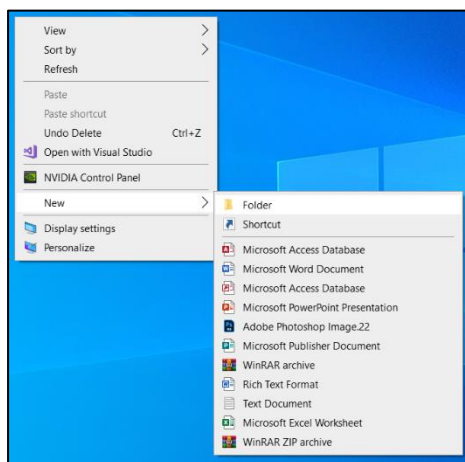 View
Sort by
Refresh
Paste
Paste shortcut
Undo Delete Ctrl+Z
Open with Visual Studio
NVIDIA Control Panel
New
Display settings
Personalize
Folder
Shortcut
Microsoft Access Database
Microsoft Word Document
Microsoft Access Database
Microsoft PowerPoint Presentation
Adobe Photoshop Image.22
Microsoft Publisher Document
WinRAR archive
Rich Text Format
Text Document
Microsoft Excel Worksheet
WinRAR ZIP archive